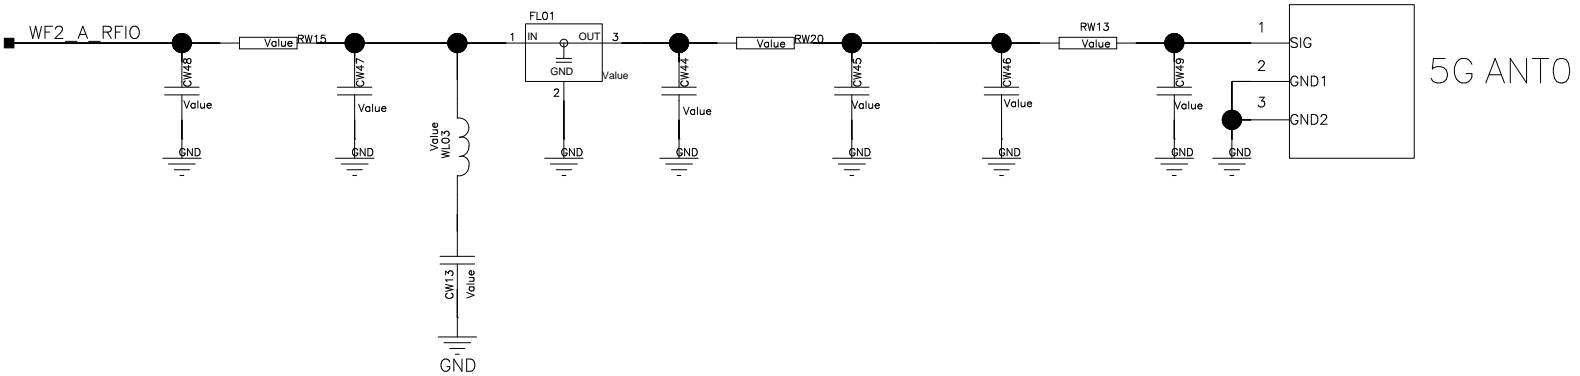 WF2_A_RFIO
CW48
Value
GND
Value
RW15
CW47
Value
GND
Value
WL03
CW13
Value
GND
FL01
1
IN
OUT
3
GND
Value
2
GND
CW44
Value
GND
Value
RW20
CW45
Value
GND
CW46
Value
GND
RW13
Value
CW49
Value
GND
1
SIG
2
GND1
3
GND2
GND
5G ANT0